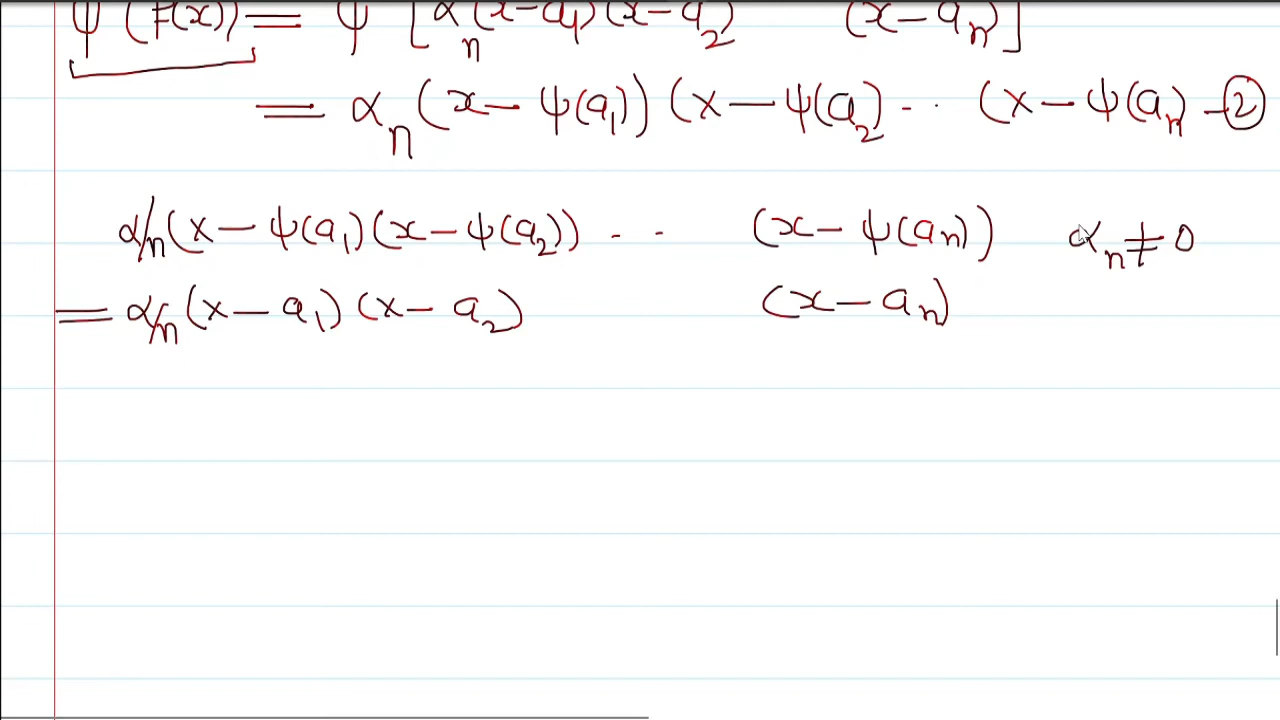 ψ (F(x)) = ψ [ α_n (x-a_1)(x-a_2) (x-a_n) ]
= α_n (x - ψ(a_1)) (x - ψ(a_2) - .. (x - ψ(a_n) - ②
α_n (x - ψ(a_1) (x - ψ(a_2)) - - .. (x - ψ(a_n)) α_n ≠ 0
= α_n (x - a_1) (x - a_2) (x - a_n)